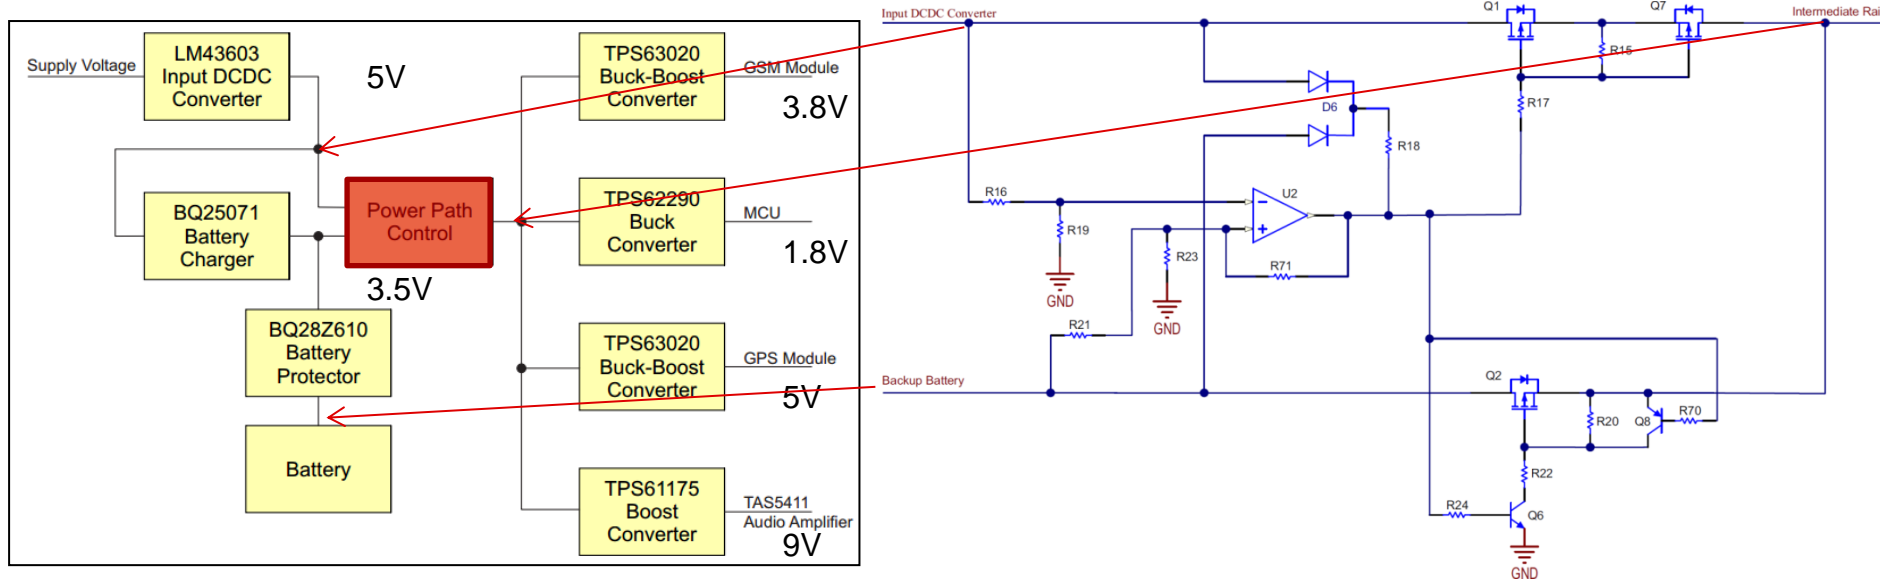 Supply Voltage
LM43603
Input DCDC
Converter
5V
TPS63020
Buck-Boost
Converter
GSM Module
3.8V
BQ25071
Battery
Charger
Power Path
Control
3.5V
TPS62290
Buck
Converter
MCU
1.8V
BQ28Z610
Battery
Protector
TPS63020
Buck-Boost
Converter
GPS Module
5V
Battery
TPS61175
Boost
Converter
TAS5411
Audio Amplifier
9V
Input DCDC Converter
Q1
Q7
Intermediate Rai
R15
R17
D6
R18
R16
U2
R19
R23
R71
GND
GND
R21
Backup Battery
Q2
R20
Q8
R70
R22
R24
Q6
GND